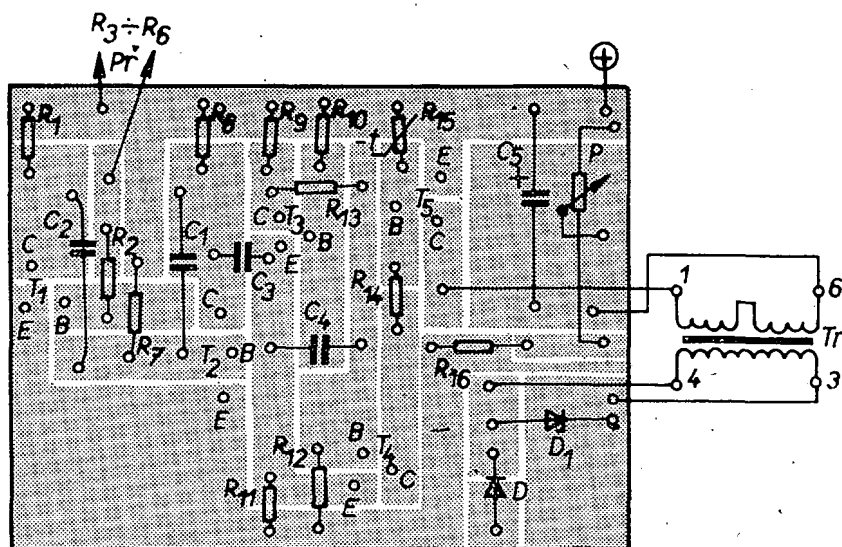 R3÷R6
Př
+
R1
R8
R9
R10
-t
R15
E
C5
+
P
C2
R2
C1
C
T3
R13
B
T5
C
B
E
C
T1
E
B
C3
R14
1
6
C
R7
T2
B
C4
R16
Tr
4
3
E
B
T4
C
E
R12
R11
D1
D